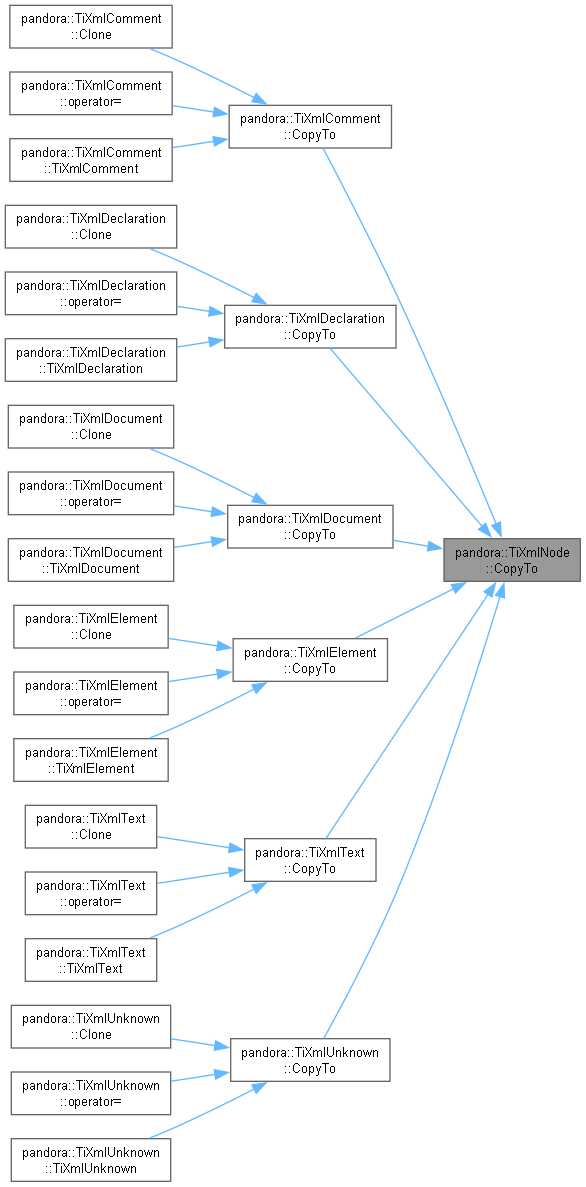 pandora::TiXmlComment
::Clone
pandora::TiXmlComment
::operator=
pandora::TiXmlComment
::CopyTo
pandora::TiXmlComment
::TiXmlComment
pandora::TiXmlDeclaration
::Clone
pandora::TiXmlDeclaration
::operator=
pandora::TiXmlDeclaration
::CopyTo
pandora::TiXmlDeclaration
::TiXmlDeclaration
pandora::TiXmlDocument
::Clone
pandora::TiXmlDocument
::operator=
pandora::TiXmlDocument
::CopyTo
pandora::TiXmlDocument
::TiXmlDocument
pandora::TiXmlNode
::CopyTo
pandora::TiXmlElement
::Clone
pandora::TiXmlElement
::CopyTo
pandora::TiXmlElement
::operator=
pandora::TiXmlElement
::TiXmlElement
pandora::TiXmlText
::Clone
pandora::TiXmlText
::CopyTo
pandora::TiXmlText
::operator=
pandora::TiXmlText
::TiXmlText
pandora::TiXmlUnknown
::Clone
pandora::TiXmlUnknown
::CopyTo
pandora::TiXmlUnknown
::operator=
pandora::TiXmlUnknown
::TiXmlUnknown